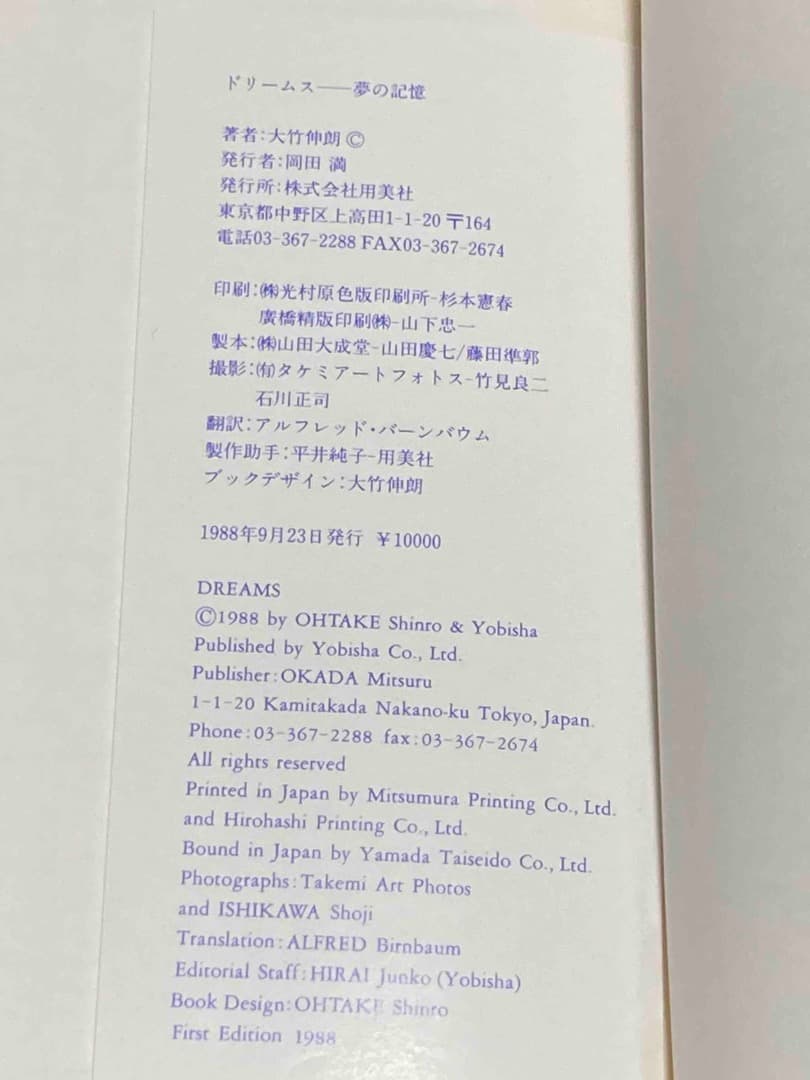 ドリームス——夢の記憶
著者:大竹伸朗©
発行者:岡田 満
発行所:株式会社用美社
東京都中野区上高田1-1-20 〒164
電話03-367-2288 FAX03-367-2674
印刷:㈱光村原色版印刷所-杉本憲春
廣橋精版印刷㈱-山下忠一
製本:㈱山田大成堂-山田慶七/藤田準郭
撮影:㈲タケミアートフォトス-竹見良二
石川正司
翻訳:アルフレッド・バーンバウム
製作助手:平井純子-用美社
ブックデザイン:大竹伸朗
1988年9月23日発行 ¥10000
DREAMS
©1988 by OHTAKE Shinro & Yobisha
Published by Yobisha Co., Ltd.
Publisher:OKADA Mitsuru
1-1-20 Kamitakada Nakano-ku Tokyo, Japan.
Phone:03-367-2288 fax:03-367-2674
All rights reserved
Printed in Japan by Mitsumura Printing Co., Ltd.
and Hirohashi Printing Co., Ltd.
Bound in Japan by Yamada Taiseido Co., Ltd.
Photographs:Takemi Art Photos
and ISHIKAWA Shoji
Translation:ALFRED Birnbaum
Editorial Staff:HIRAI Junko (Yobisha)
Book Design:OHTAKE Shinro
First Edition 1988